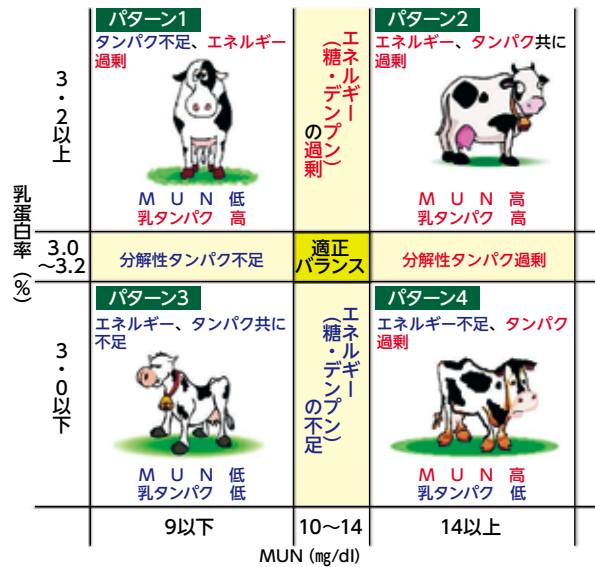 パターン1
タンパク不足、エネルギー
過剰
MUN 低
乳タンパク 高
エネルギー
（糖・デンプン）
の過剰
パターン2
エネルギー、タンパク共に
過剰
MUN 高
乳タンパク 高
3・2以上
乳蛋白率（%）
3.0
～3.2
分解性タンパク不足
適正
バランス
分解性タンパク過剰
パターン3
エネルギー、タンパク共に
不足
MUN 低
乳タンパク 低
エネルギー
（糖・デンプン）
の不足
パターン4
エネルギー不足、タンパク
過剰
MUN 高
乳タンパク 低
3・0以下
9以下
10～14
14以上
MUN (㎎/dl)